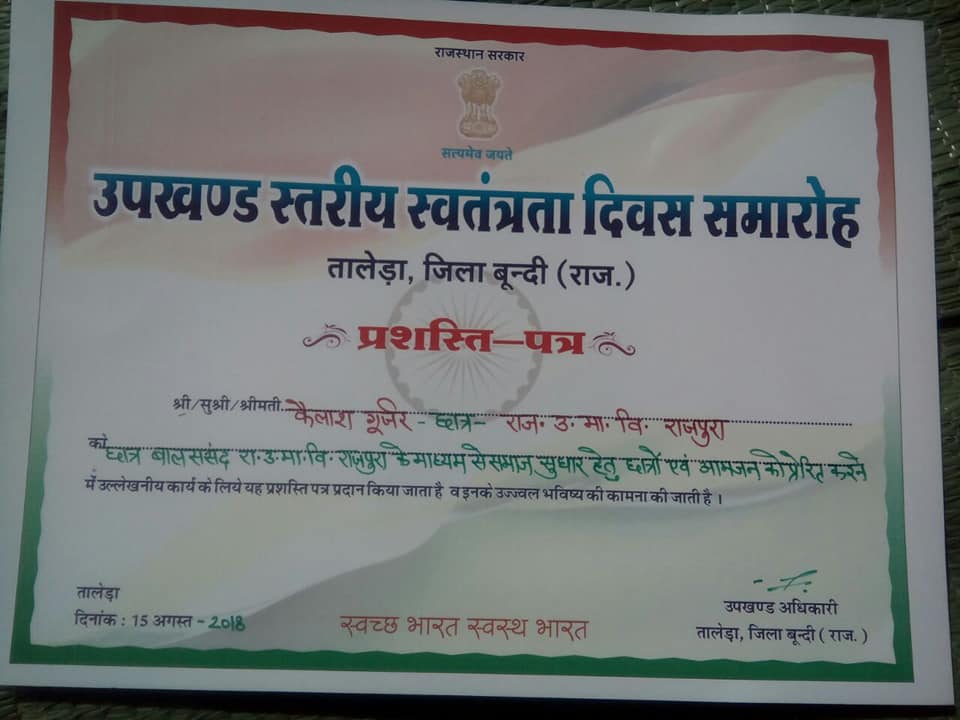 राजस्थान सरकार
सत्यमेव जयते
उपखण्ड स्तरीय स्वतंत्रता दिवस समारोह
तालेड़ा, जिला बून्दी (राज.)
प्रशस्ति–पत्र
श्री/सुश्री/श्रीमती कैलाश गूर्जर - छात्र - राज. उ. मा. वि. राजपुरा
को छात्र बाल संसद रा. उ. मा. वि. राजपुरा के माध्यम से समाज सुधार हेतु छात्रों एवं आमजन को प्रेरित करने
में उल्लेखनीय कार्य के लिये यह प्रशस्ति पत्र प्रदान किया जाता है व इनके उज्ज्वल भविष्य की कामना की जाती है ।
तालेड़ा
दिनांक : 15 अगस्त - 2018
स्वच्छ भारत स्वस्थ भारत
उपखण्ड अधिकारी
तालेड़ा, जिला बून्दी ( राज. )